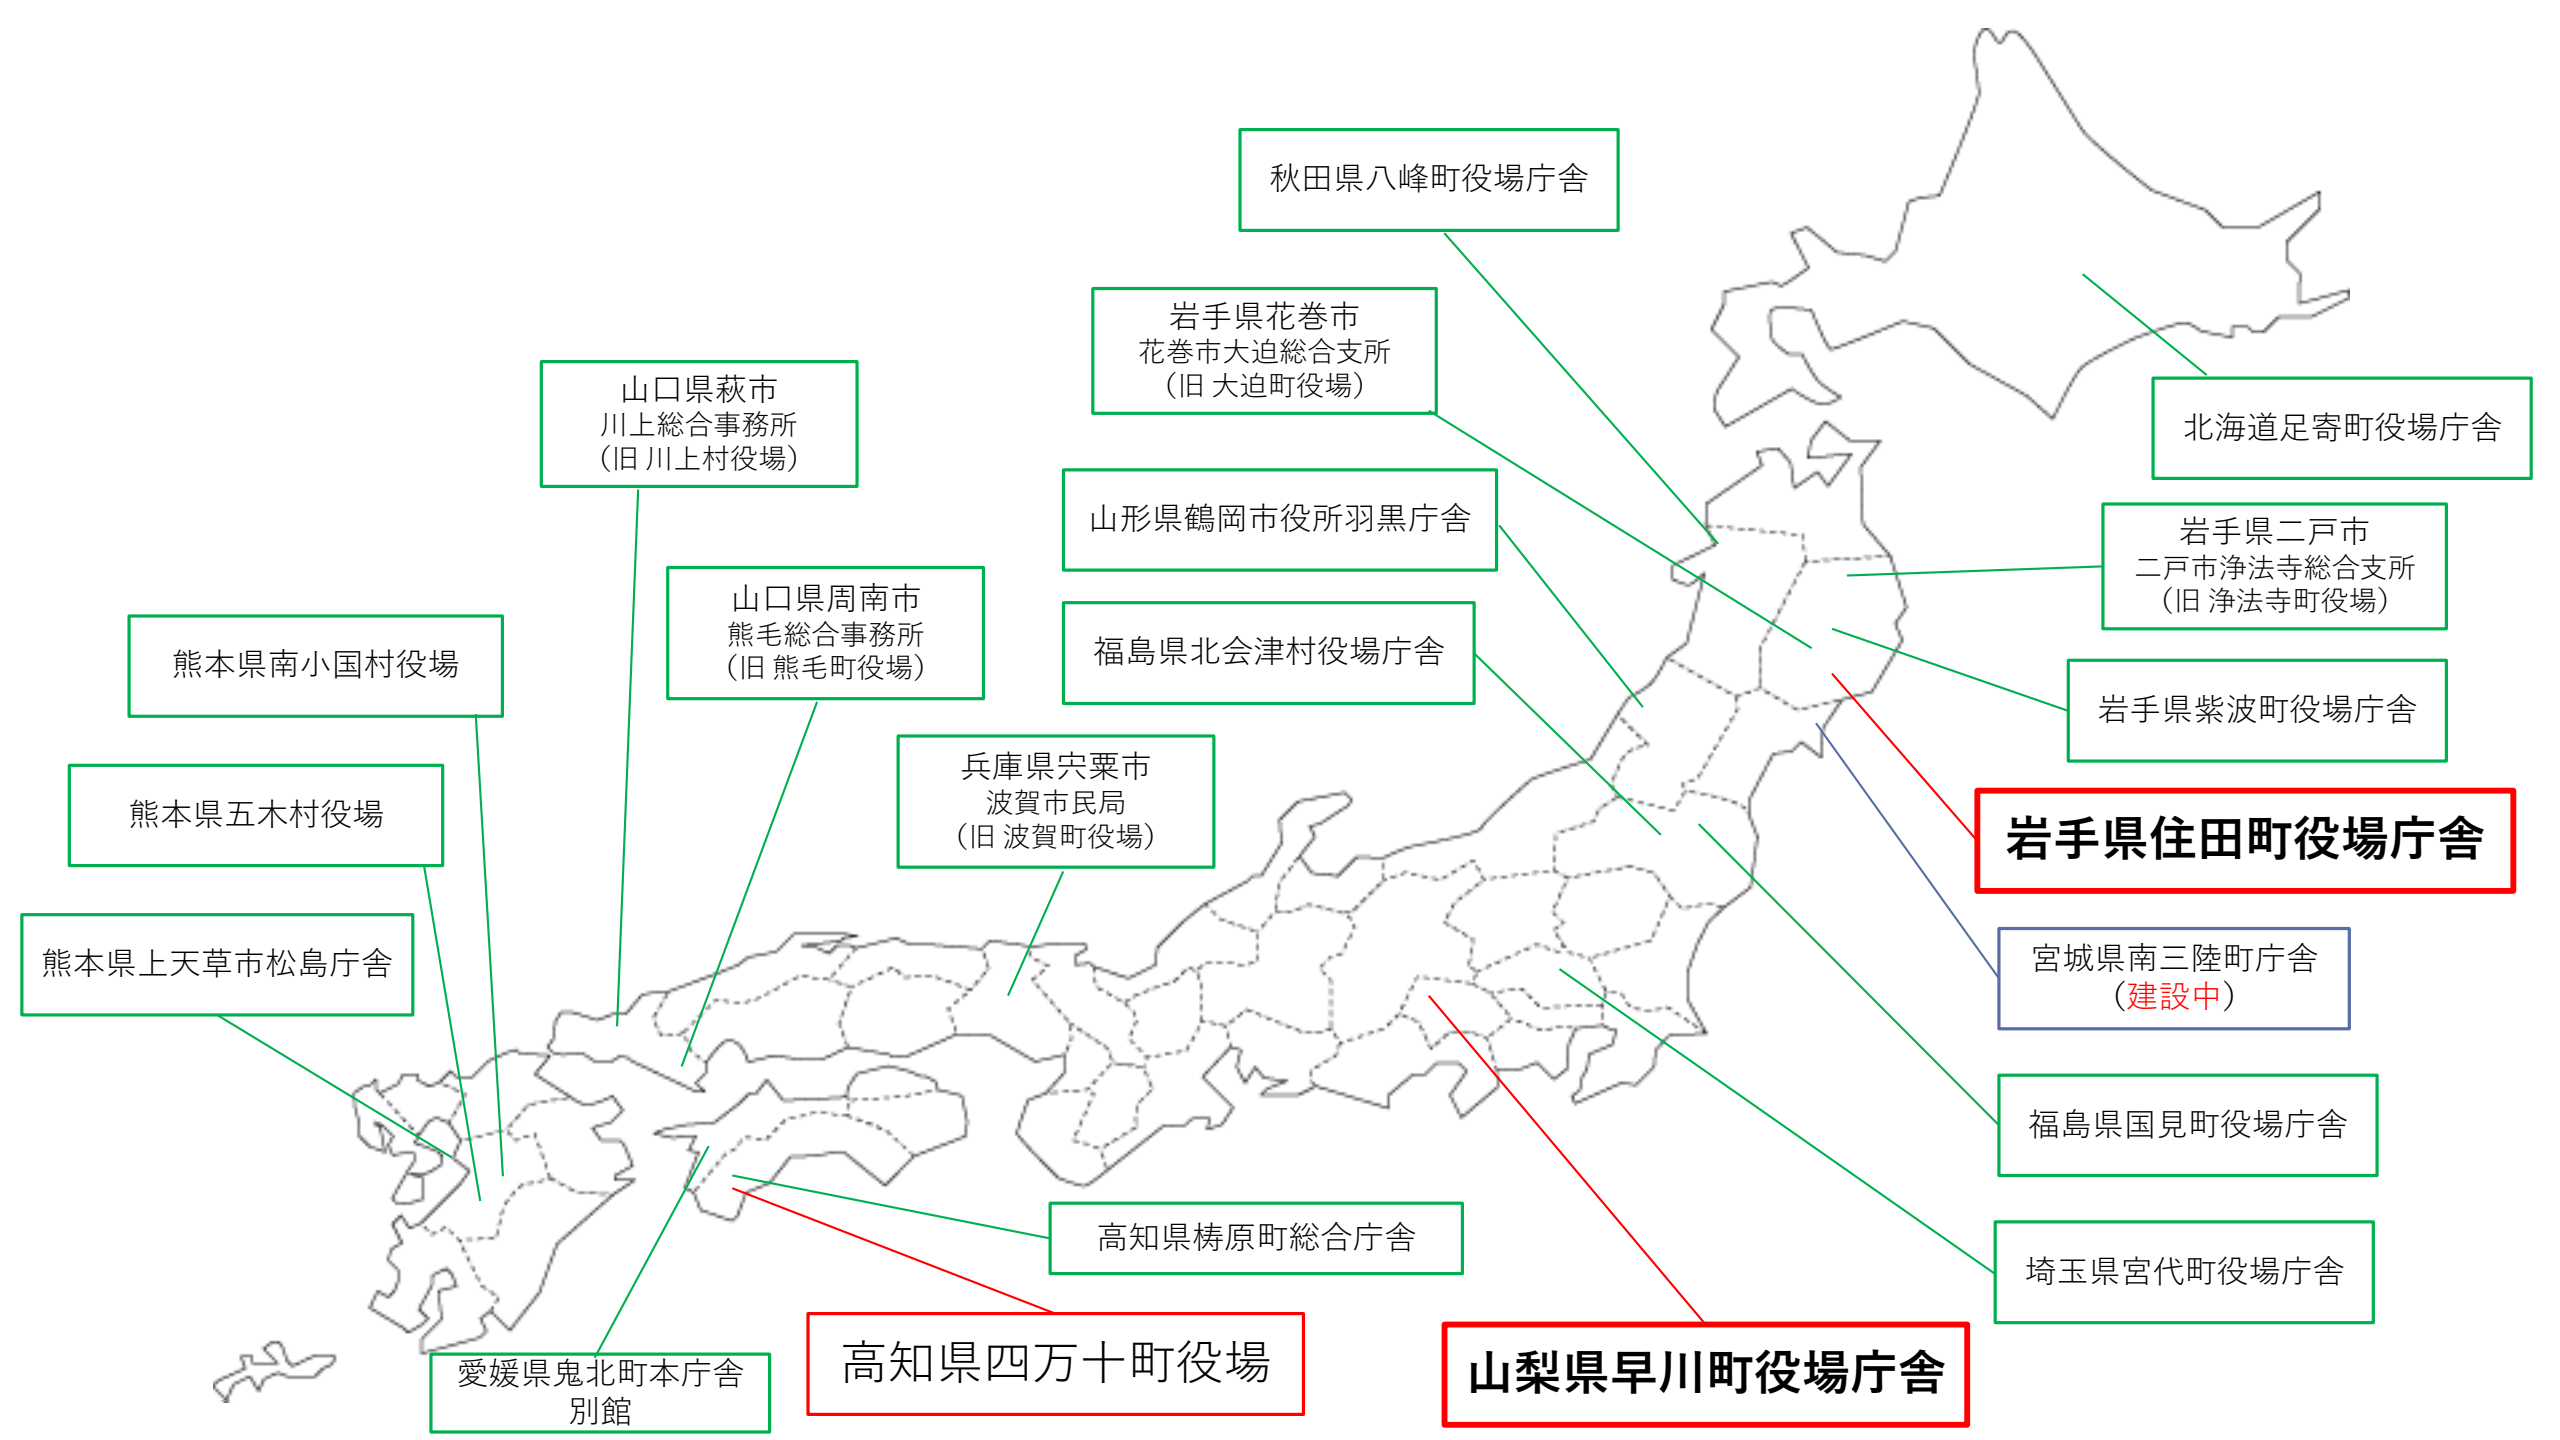 秋田県八峰町役場庁舎
岩手県花巻市
花巻市大迫総合支所
（旧 大迫町役場）
山口県萩市
川上総合事務所
（旧 川上村役場）
北海道足寄町役場庁舎
山形県鶴岡市役所羽黒庁舎
岩手県二戸市
二戸市浄法寺総合支所
（旧 浄法寺町役場）
山口県周南市
熊毛総合事務所
（旧 熊毛町役場）
福島県北会津村役場庁舎
熊本県南小国村役場
岩手県紫波町役場庁舎
兵庫県宍粟市
波賀市民局
（旧 波賀町役場）
熊本県五木村役場
岩手県住田町役場庁舎
熊本県上天草市松島庁舎
宮城県南三陸町庁舎
（建設中）
福島県国見町役場庁舎
高知県梼原町総合庁舎
埼玉県宮代町役場庁舎
高知県四万十町役場
山梨県早川町役場庁舎
愛媛県鬼北町本庁舎
別館